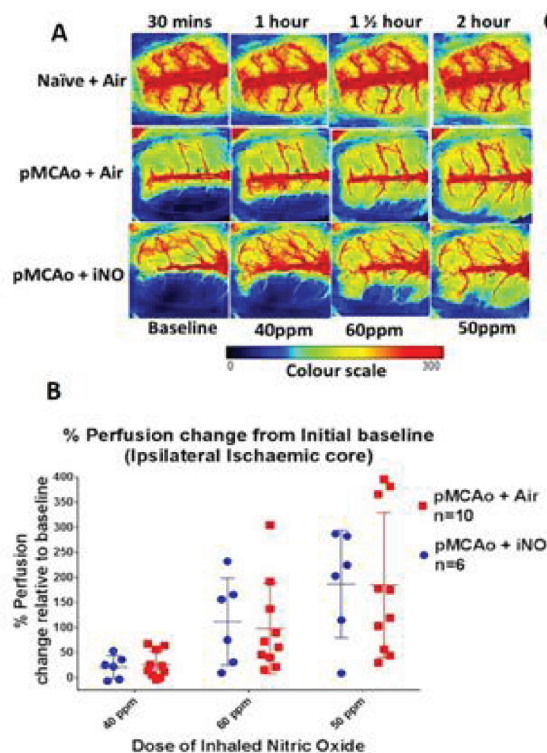 A
30 mins
1 hour
1 ½ hour
2 hour
Naïve + Air
pMCAo + Air
pMCAo + iNO
Baseline
40ppm
60ppm
50ppm
0
300
Colour scale
B
% Perfusion change from Initial baseline
(Ipsilateral Ischaemic core)
% Perfusion
change relative to baseline
400
350
300
250
200
150
100
50
0
pMCAo + Air
n=10
pMCAo + iNO
n=6
40 ppm
60 ppm
50 ppm
Dose of Inhaled Nitric Oxide